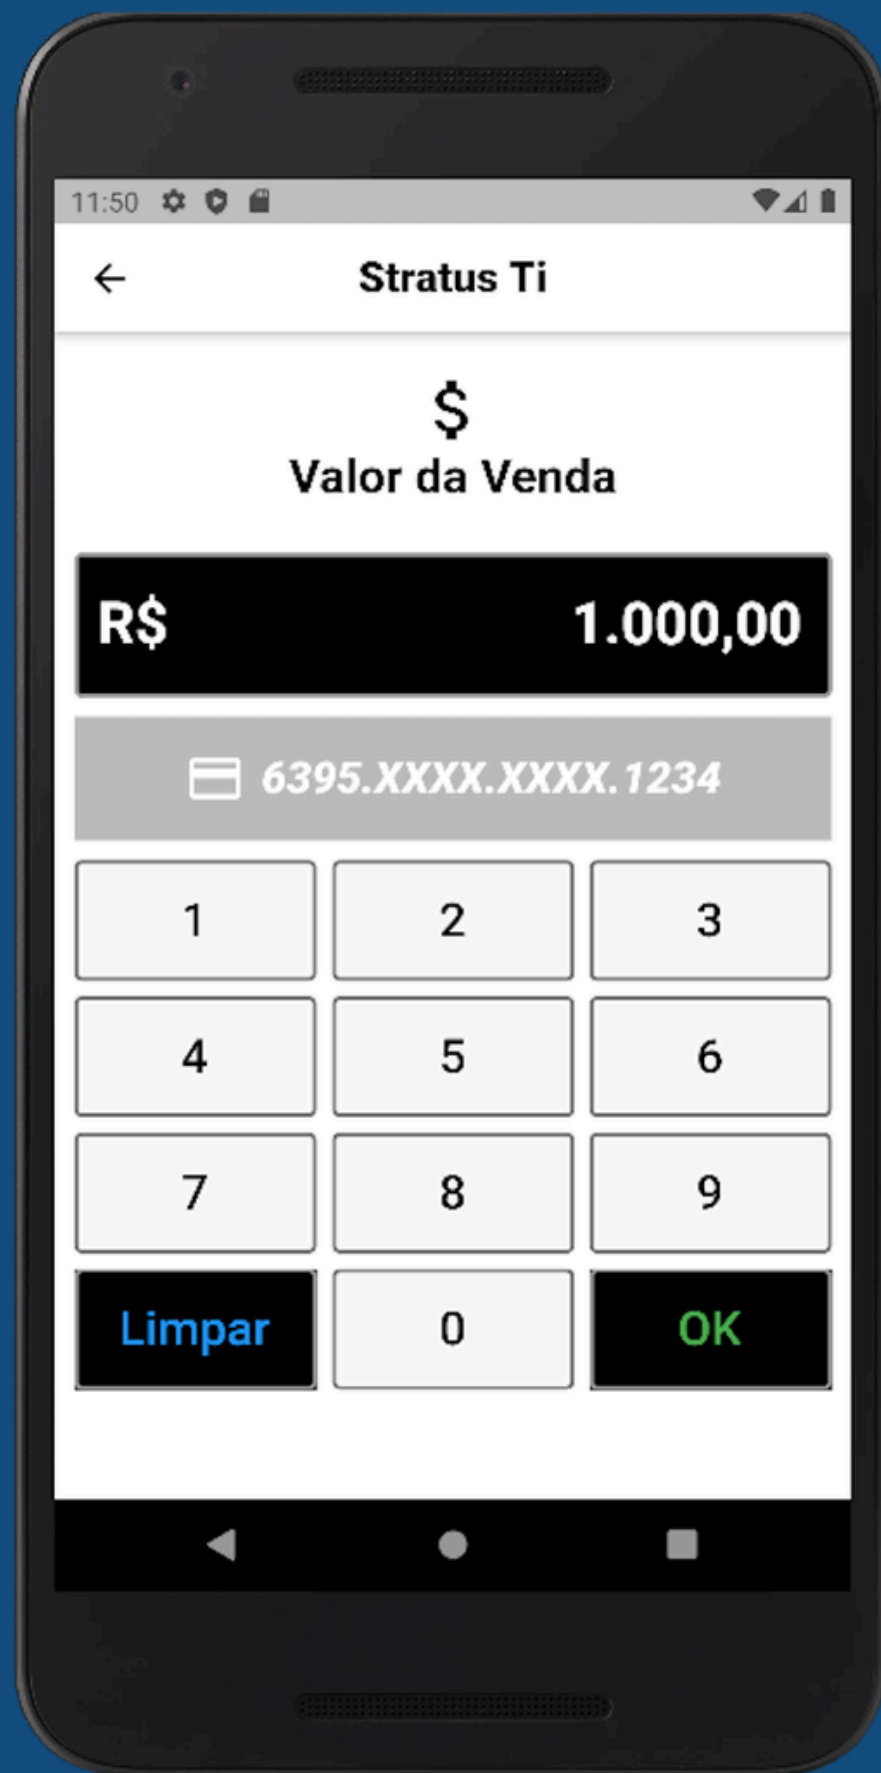 11:50
Stratus Ti
$
Valor da Venda
R$ 1.000,00
6395.XXXX.XXXX.1234
1 2 3
4 5 6
7 8 9
Limpar 0 OK